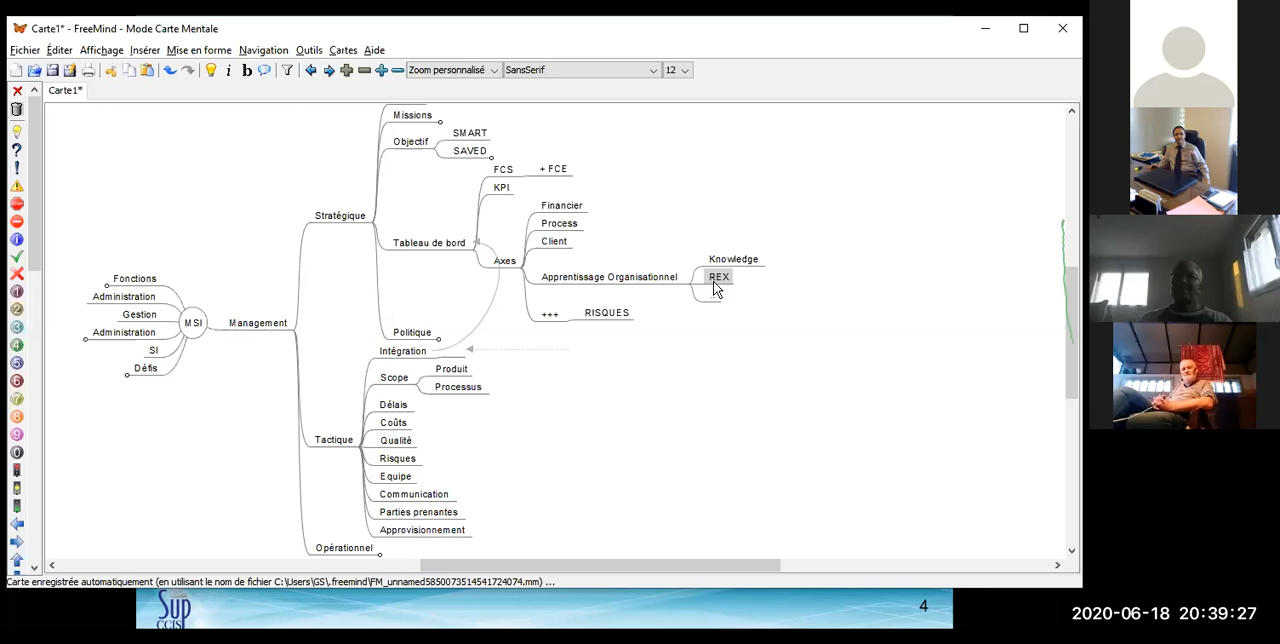 Carte1* - FreeMind - Mode Carte Mentale
Fichier Éditer Affichage Insérer Mise en forme Navigation Outils Cartes Aide
Zoom personnalisé SansSerif 12
Carte1*
Missions
Objectif
SMART
SAVED
FCS
+ FCE
KPI
Stratégique
Tableau de bord
Axes
Financier
Process
Client
Apprentissage Organisationnel
Knowledge
REX
+++
RISQUES
Politique
Fonctions
Administration
Gestion
Administration
SI
Défis
MSI
Management
Intégration
Scope
Produit
Processus
Délais
Coûts
Tactique
Qualité
Risques
Equipe
Communication
Parties prenantes
Approvisionnement
Opérationnel
Carte enregistrée automatiquement (en utilisant le nom de fichier C:\Users\GS\.freemind\FM_unnamed5850073514541724074.mm) ...
Sup
CCIS
4
2020-06-18 20:39:27